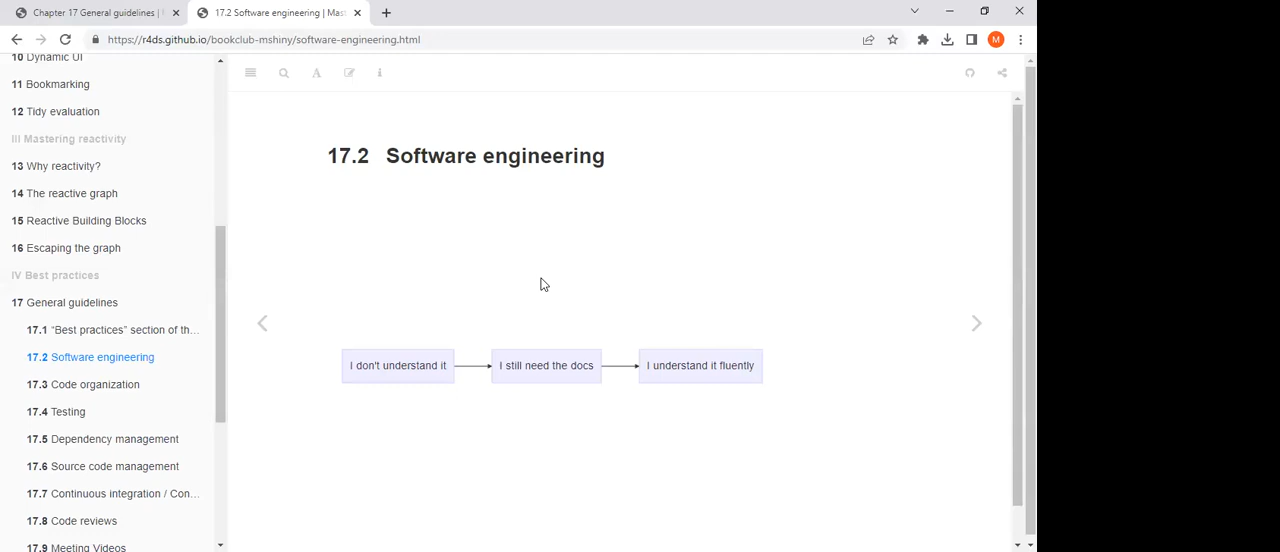 Chapter 17 General guidelines |
17.2 Software engineering | Mast
https://r4ds.github.io/bookclub-mshiny/software-engineering.html
M
10 Dynamic UI
11 Bookmarking
12 Tidy evaluation
III Mastering reactivity
13 Why reactivity?
14 The reactive graph
15 Reactive Building Blocks
16 Escaping the graph
IV Best practices
17 General guidelines
17.1 “Best practices” section of th...
17.2 Software engineering
17.3 Code organization
17.4 Testing
17.5 Dependency management
17.6 Source code management
17.7 Continuous integration / Con...
17.8 Code reviews
17.9 Meeting Videos
A
i
17.2 Software engineering
I don't understand it
I still need the docs
I understand it fluently